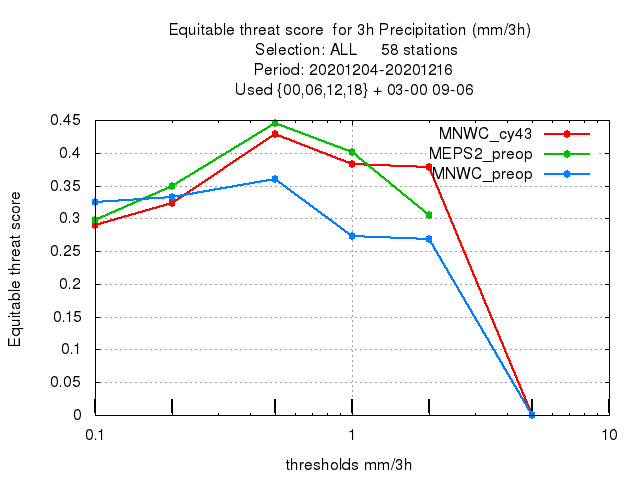 Equitable threat score  for 3h Precipitation (mm/3h)
Selection: ALL     58 stations
Period: 20201204-20201216
Used {00,06,12,18} + 03-00 09-06
MNWC_cy43
MEPS2_preop
MNWC_preop
Equitable threat score
0.45
0.4
0.35
0.3
0.25
0.2
0.15
0.1
0.05
0
0.1
1
10
thresholds mm/3h